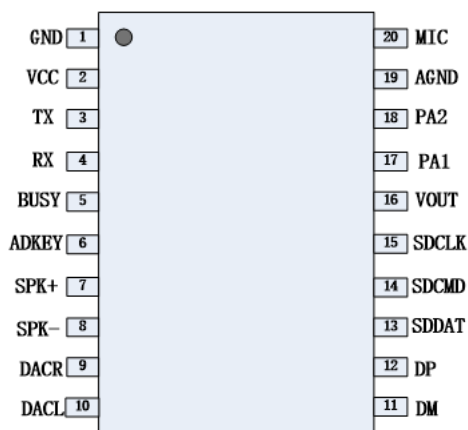 GND 1 20 MIC
VCC 2 19 AGND
TX 3 18 PA2
RX 4 17 PA1
BUSY 5 16 VOUT
ADKEY 6 15 SDCLK
SPK+ 7 14 SDCMD
SPK- 8 13 SDDAT
DACR 9 12 DP
DACL 10 11 DM